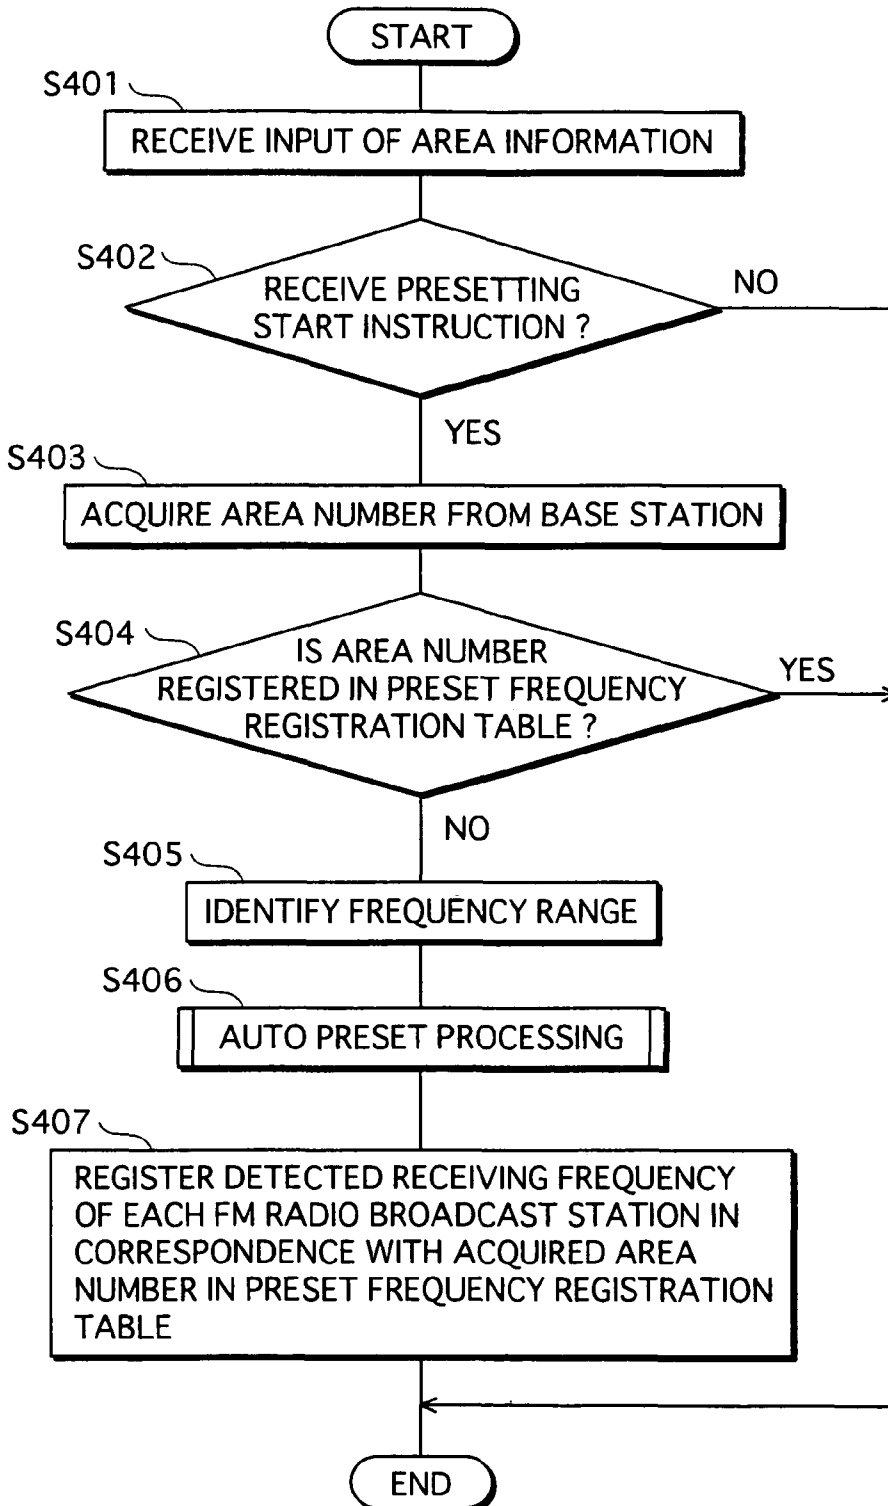 START
S401
RECEIVE INPUT OF AREA INFORMATION
S402
RECEIVE PRESETTING
START INSTRUCTION ?
NO
YES
S403
ACQUIRE AREA NUMBER FROM BASE STATION
S404
IS AREA NUMBER
REGISTERED IN PRESET FREQUENCY
REGISTRATION TABLE ?
YES
NO
S405
IDENTIFY FREQUENCY RANGE
S406
AUTO PRESET PROCESSING
S407
REGISTER DETECTED RECEIVING FREQUENCY
OF EACH FM RADIO BROADCAST STATION IN
CORRESPONDENCE WITH ACQUIRED AREA
NUMBER IN PRESET FREQUENCY REGISTRATION
TABLE
END